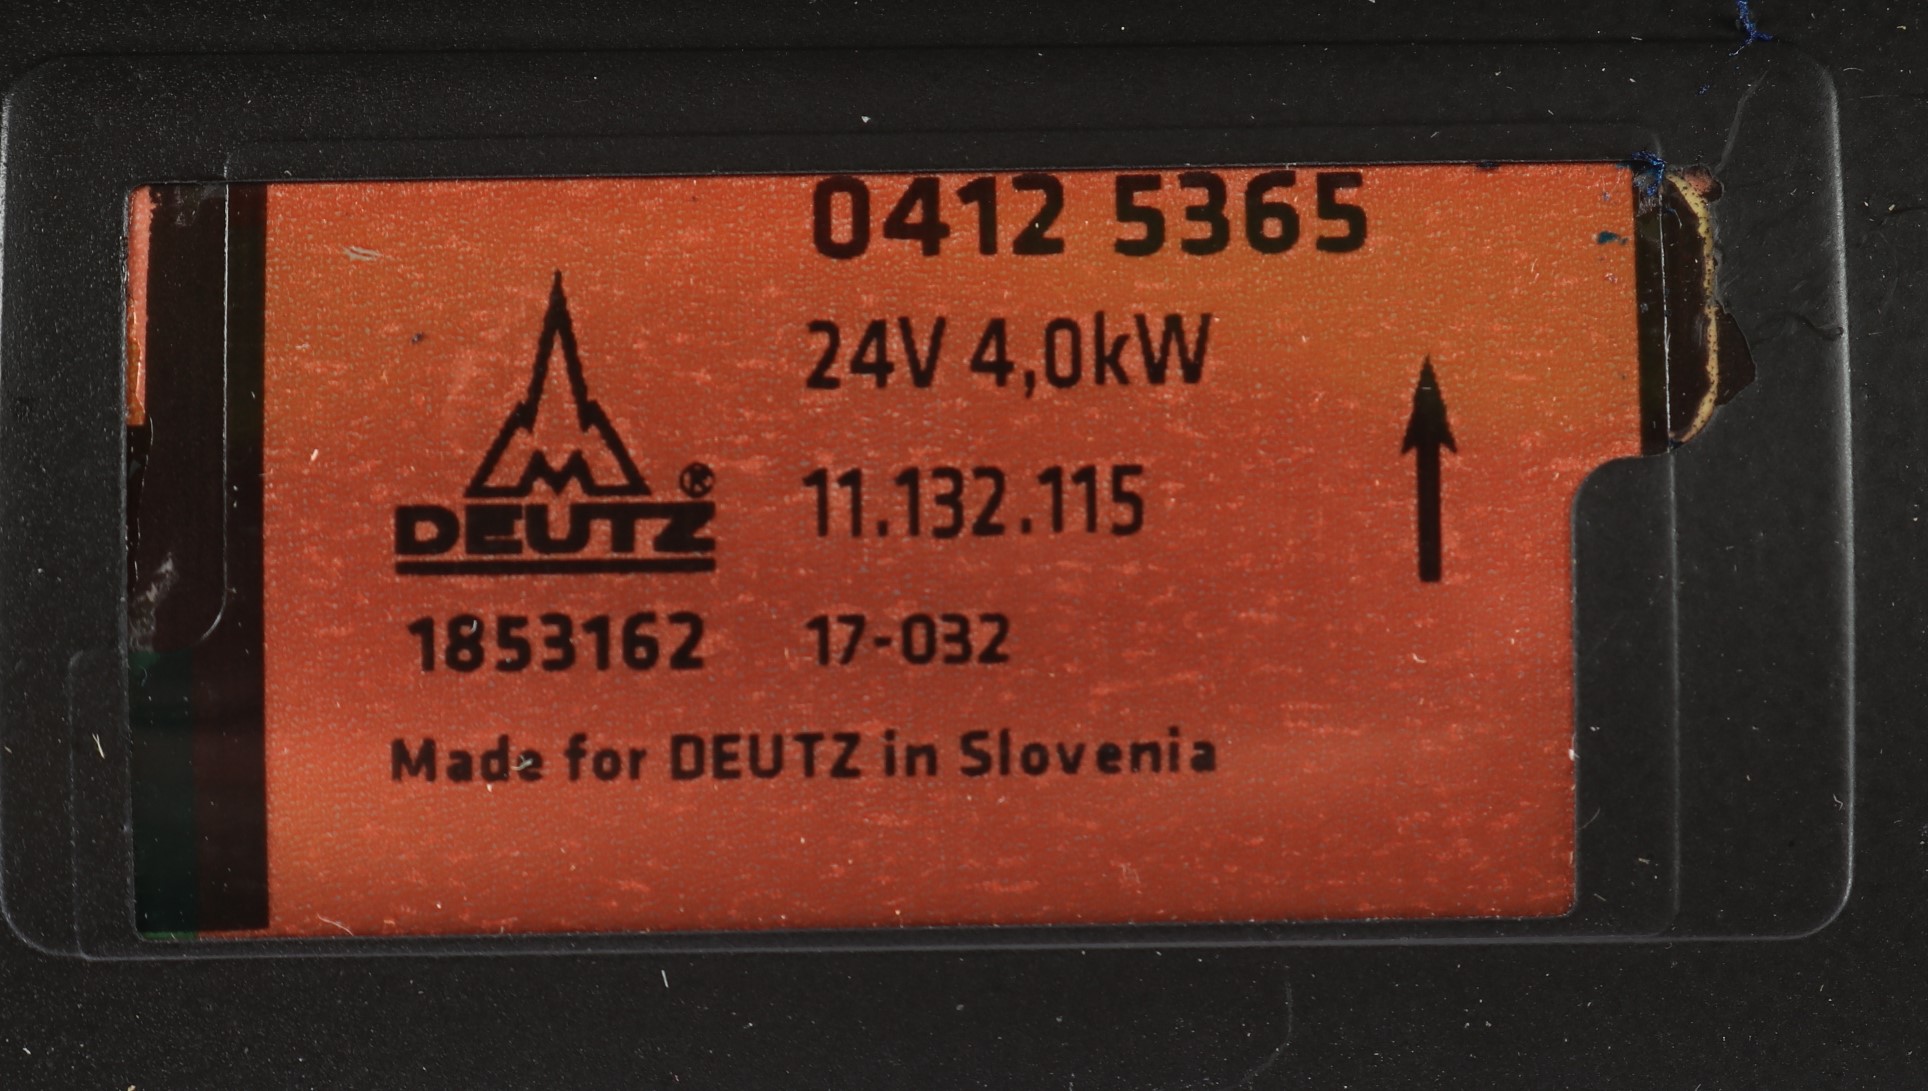 0412 5365
24V 4,0kW
11.132.115
DEUTZ®
1853162 17-032
Made for DEUTZ in Slovenia